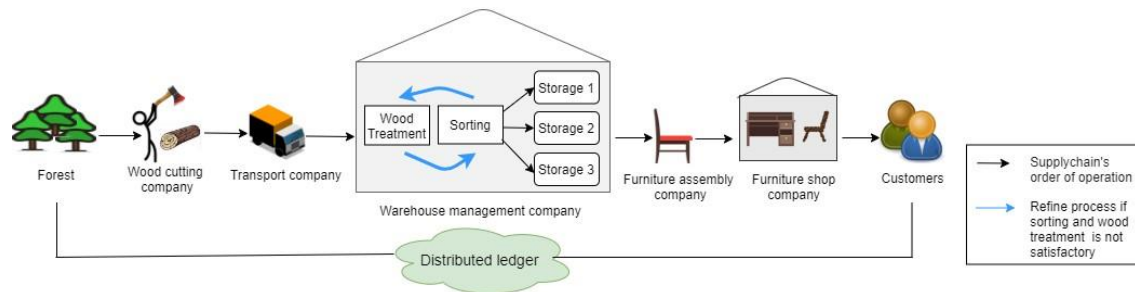 Forest
Wood cutting
company
Transport company
Wood
Treatment
Sorting
Storage 1
Storage 2
Storage 3
Warehouse management company
Furniture assembly
company
Furniture shop
company
Customers
Distributed ledger
Supplychain's
order of operation
Refine process if
sorting and wood
treatment is not
satisfactory